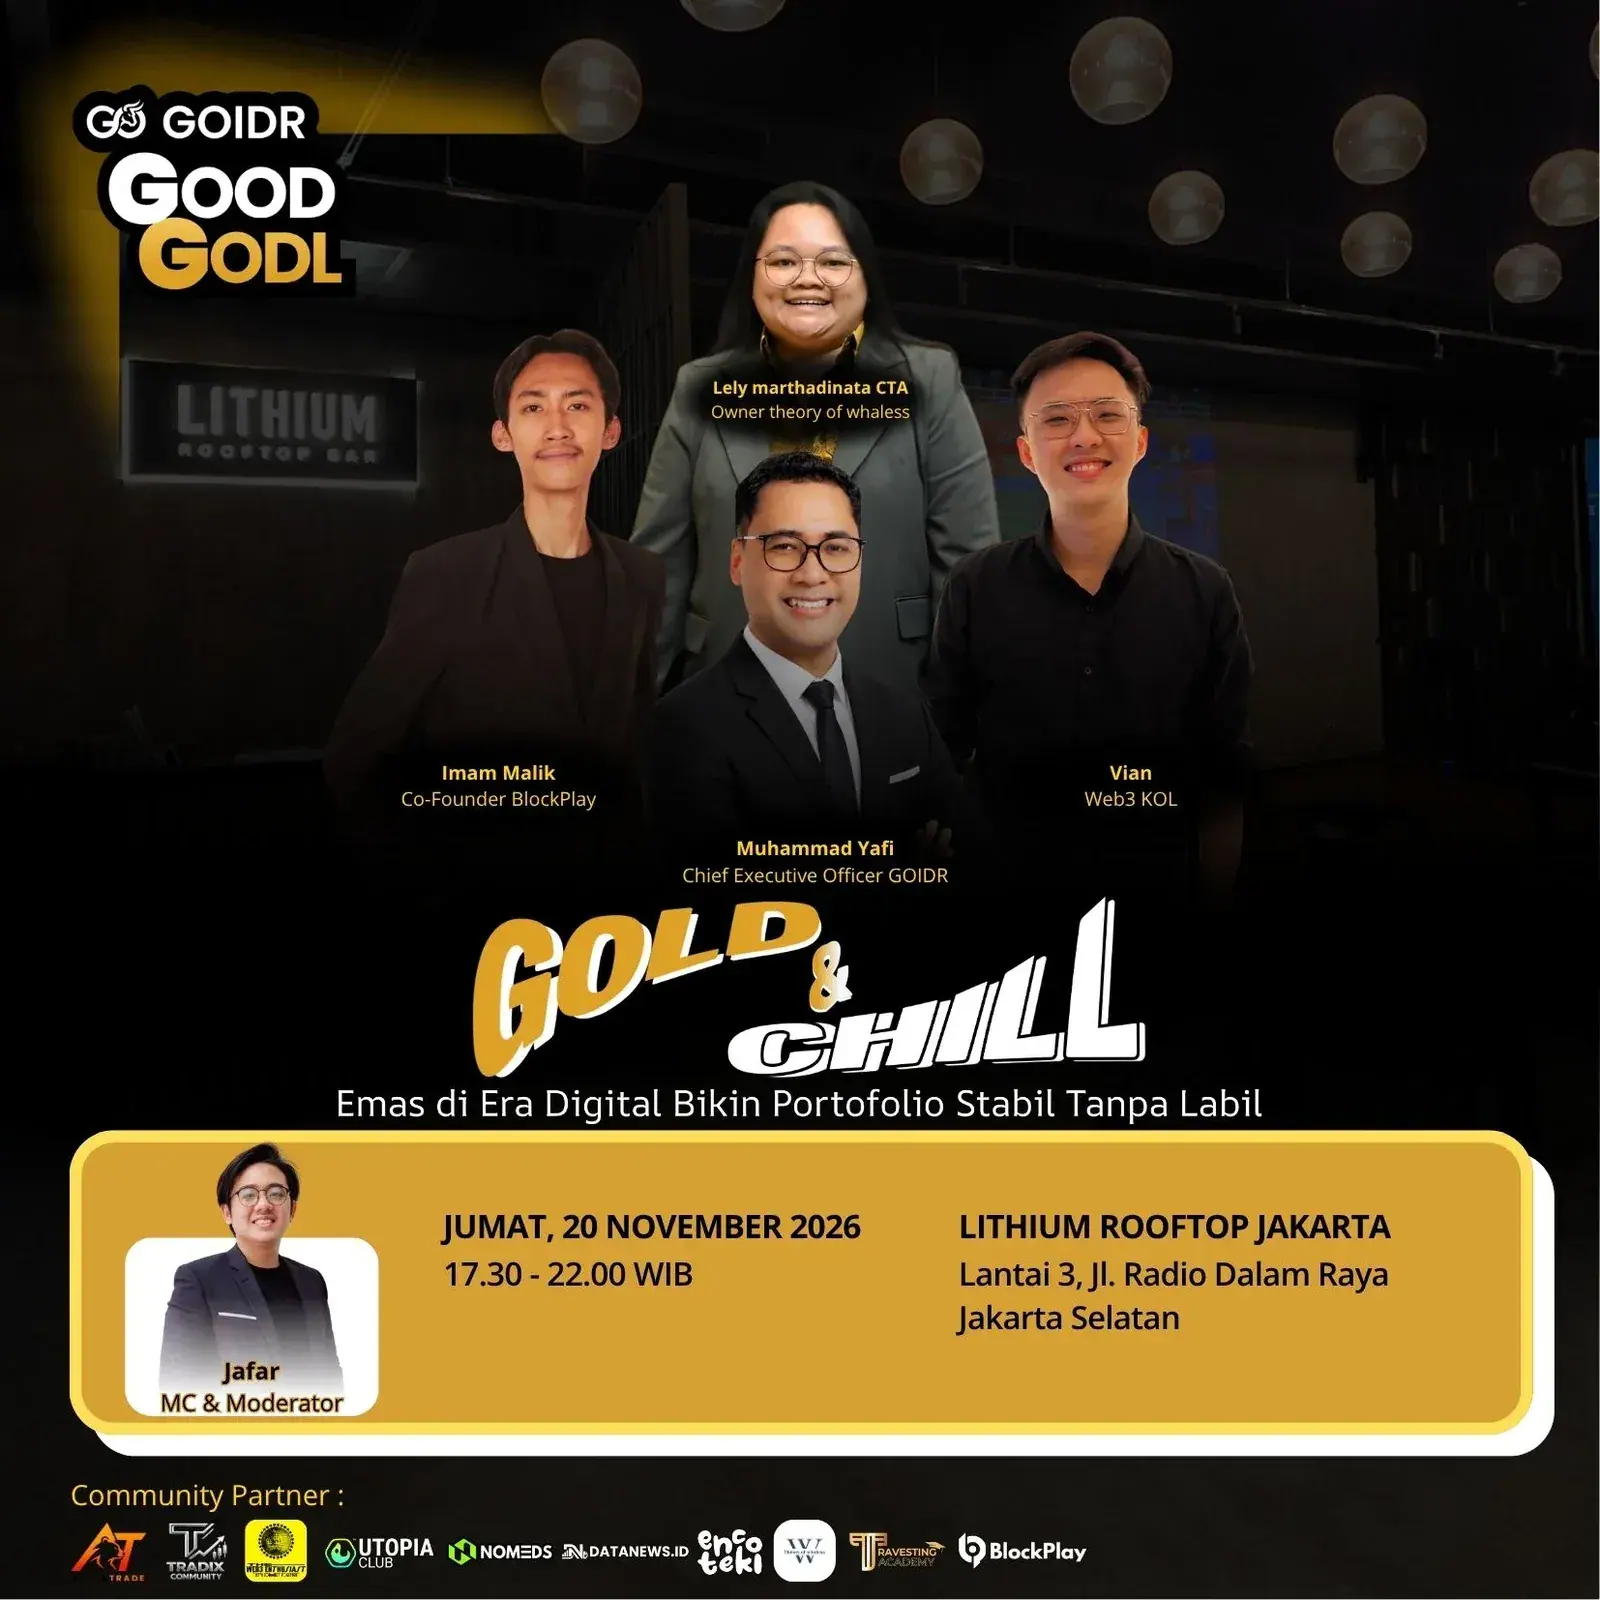 GOIDR
GOOD
GODL
LITHIUM
ROOFTOP BAR
Lely marthadinata CTA
Owner theory of whaless
Imam Malik
Co-Founder BlockPlay
Vian
Web3 KOL
Muhammad Yafi
Chief Executive Officer GOIDR
GOLD
&
CHILL
Emas di Era Digital Bikin Portofolio Stabil Tanpa Labil
JUMAT, 20 NOVEMBER 2026
17.30 - 22.00 WIB
LITHIUM ROOFTOP JAKARTA
Lantai 3, Jl. Radio Dalam Raya
Jakarta Selatan
Jafar
MC & Moderator
Community Partner :
AT
TRADE
TRADIX
COMMUNITY
UTOPIA
CLUB
NOMEDS
DATANEWS.ID
enco
teki
W
TRAVESTING
ACADEMY
BlockPlay